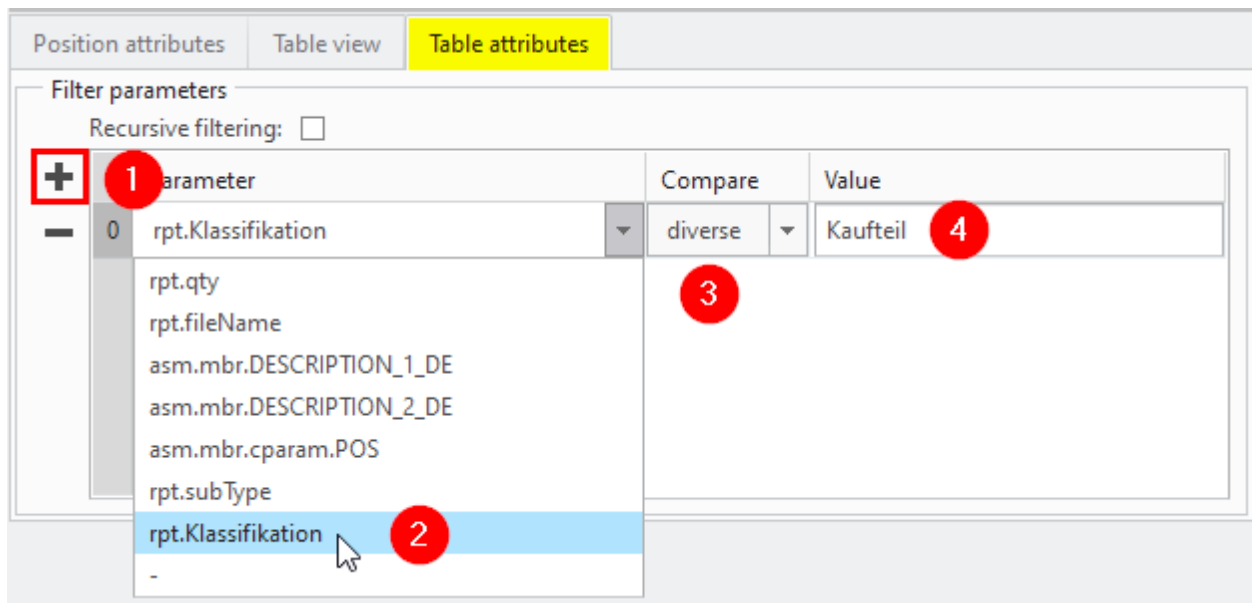 Position attributes Table view Table attributes
Filter parameters
Recursive filtering:
1 arameter Compare Value
0 rpt.Klassifikation diverse Kaufteil 4
rpt.qty
3
rpt.fileName
asm.mbr.DESCRIPTION_1_DE
asm.mbr.DESCRIPTION_2_DE
asm.mbr.cparam.POS
rpt.subType
rpt.Klassifikation 2
-